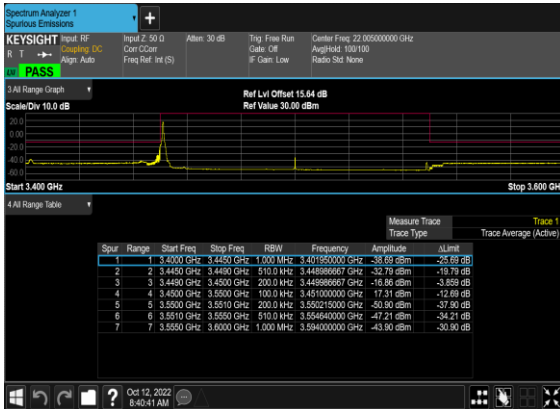 Spectrum Analyzer 1
Spurious Emissions
KEYSIGHT Input: RF Input Z: 50 Ω Atten: 30 dB Trig: Free Run Center Freq: 22.005000000 GHz
R T Coupling: DC Corr CCorr Gate: Off Avg|Hold: 100/100
Align: Auto Freq Ref: Int (S) IF Gain: Low Radio Std: None
LXI PASS
3 All Range Graph Ref Lvl Offset 15.64 dB
Scale/Div 10.0 dB Ref Value 30.00 dBm
20.0
0.00
-20.0
-40.0
-60.0
Start 3.400 GHz Stop 3.600 GH
4 All Range Table
Measure Trace Trace 1
Trace Type Trace Average (Active)
Spur Range Start Freq Stop Freq RBW Frequency Amplitude ΔLimit
1 1 3.4000 GHz 3.4450 GHz 1.000 MHz 3.401950000 GHz -38.69 dBm -25.69 dB
2 2 3.4450 GHz 3.4490 GHz 510.0 kHz 3.448986667 GHz -32.79 dBm -19.79 dB
3 3 3.4490 GHz 3.4500 GHz 200.0 kHz 3.449986667 GHz -16.86 dBm -3.859 dB
4 4 3.4500 GHz 3.5500 GHz 100.0 kHz 3.451000000 GHz 17.31 dBm -12.69 dB
5 5 3.5500 GHz 3.5510 GHz 200.0 kHz 3.550215000 GHz -50.90 dBm -37.90 dB
6 6 3.5510 GHz 3.5550 GHz 510.0 kHz 3.554640000 GHz -47.21 dBm -34.21 dB
7 7 3.5550 GHz 3.6000 GHz 1.000 MHz 3.594000000 GHz -43.90 dBm -30.90 dB
Oct 12, 2022
8:40:41 AM